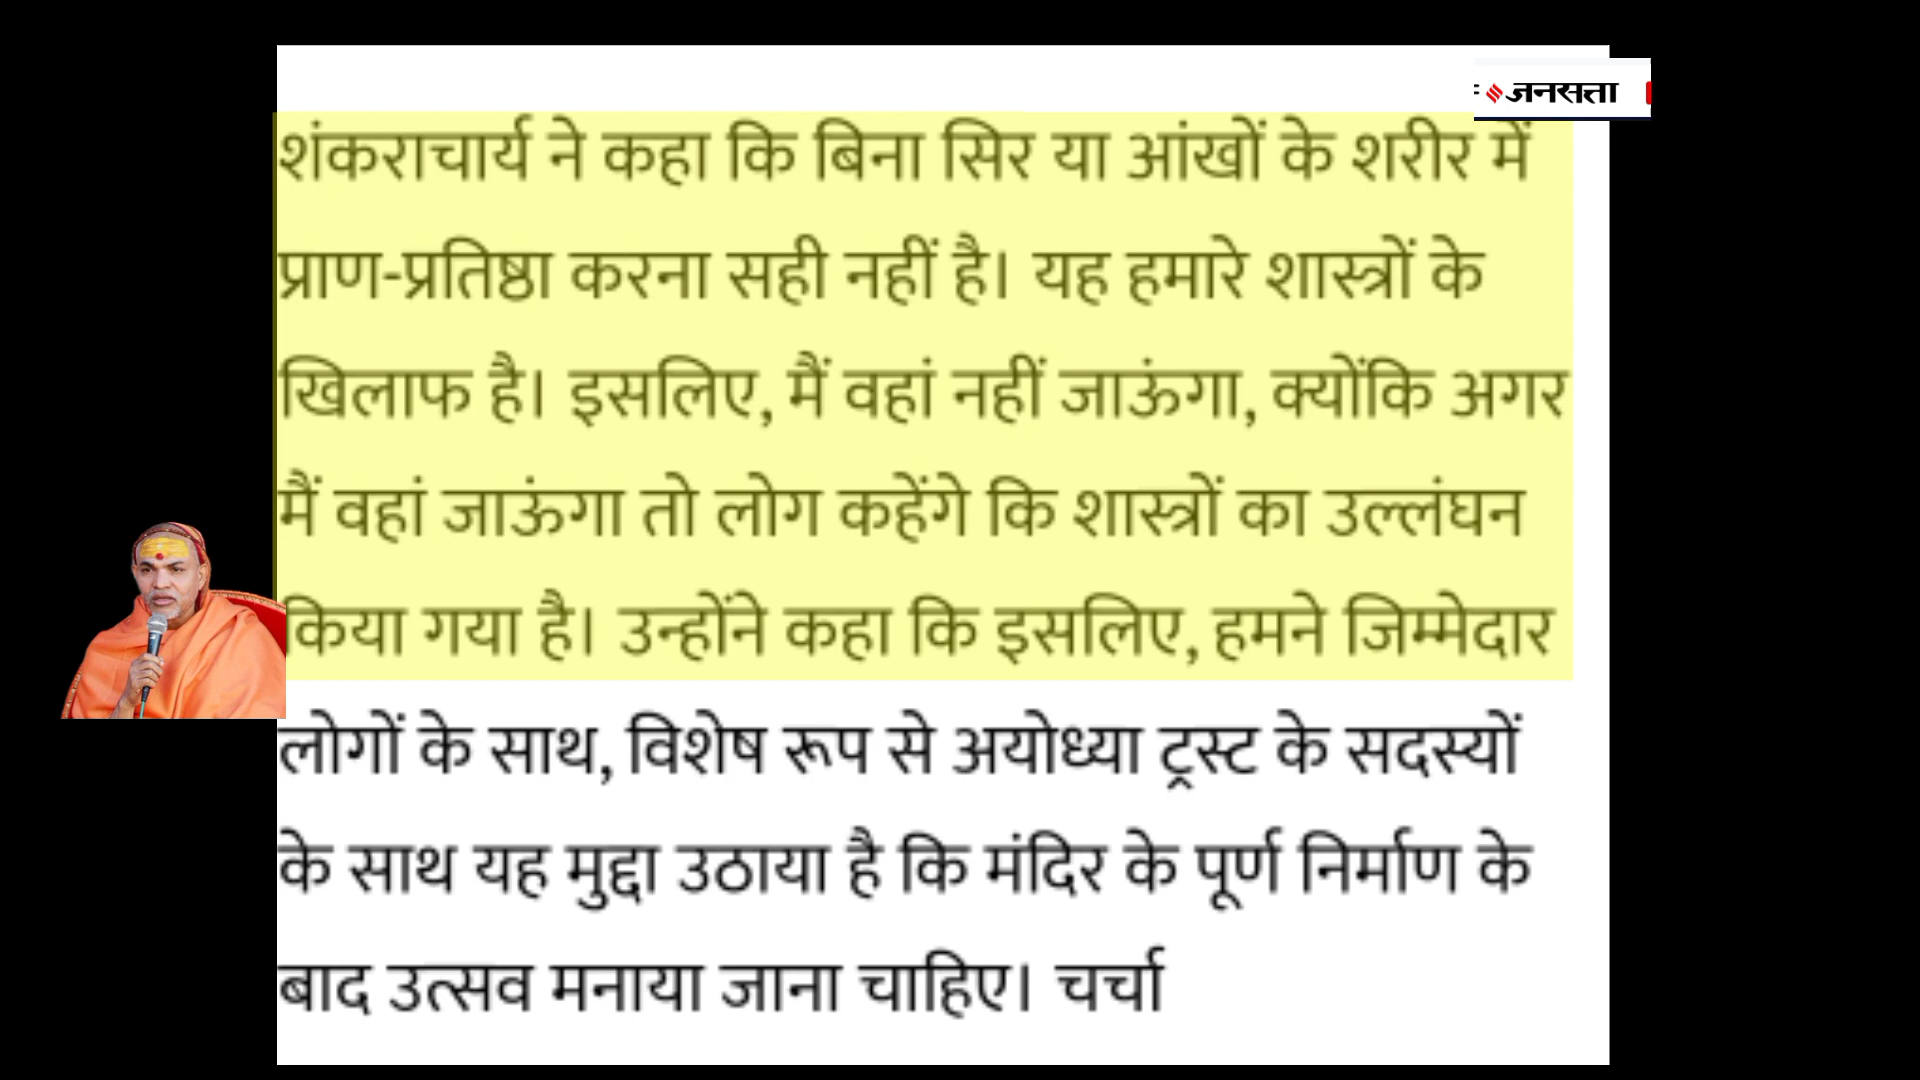 जनसत्ता
शंकराचार्य ने कहा कि बिना सिर या आंखों के शरीर में
प्राण-प्रतिष्ठा करना सही नहीं है। यह हमारे शास्त्रों के
खिलाफ है। इसलिए, मैं वहां नहीं जाऊंगा, क्योंकि अगर
मैं वहां जाऊंगा तो लोग कहेंगे कि शास्त्रों का उल्लंघन
किया गया है। उन्होंने कहा कि इसलिए, हमने जिम्मेदार
लोगों के साथ, विशेष रूप से अयोध्या ट्रस्ट के सदस्यों
के साथ यह मुद्दा उठाया है कि मंदिर के पूर्ण निर्माण के
बाद उत्सव मनाया जाना चाहिए। चर्चा